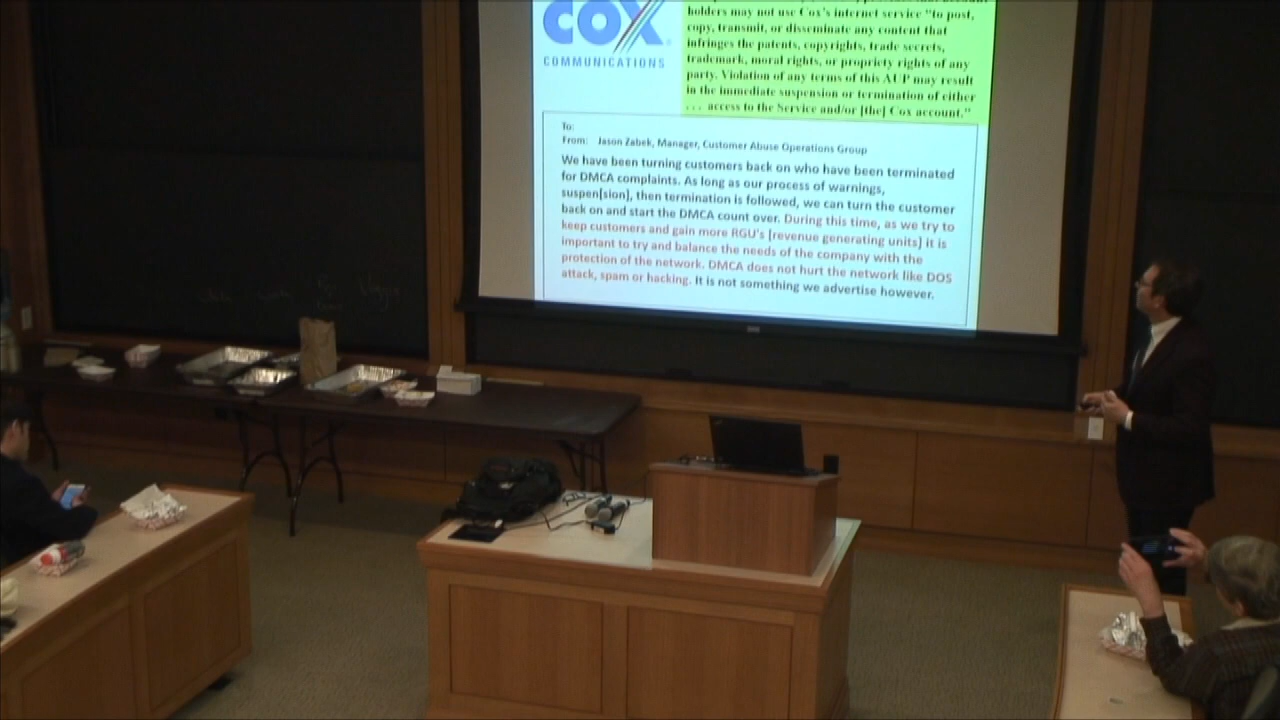 COX
COMMUNICATIONS
holders may not use Cox's internet service "to post,
copy, transmit, or disseminate any content that
infringes the patents, copyrights, trade secrets,
trademark, moral rights, or propriety rights of any
party. Violation of any terms of this AUP may result
in the immediate suspension or termination of either
. . . access to the Service and/or [the] Cox account."
To:
From: Jason Zabek, Manager, Customer Abuse Operations Group
We have been turning customers back on who have been terminated
for DMCA complaints. As long as our process of warnings,
suspen[sion], then termination is followed, we can turn the customer
back on and start the DMCA count over. During this time, as we try to
keep customers and gain more RGU's [revenue generating units] it is
important to try and balance the needs of the company with the
protection of the network. DMCA does not hurt the network like DOS
attack, spam or hacking. It is not something we advertise however.